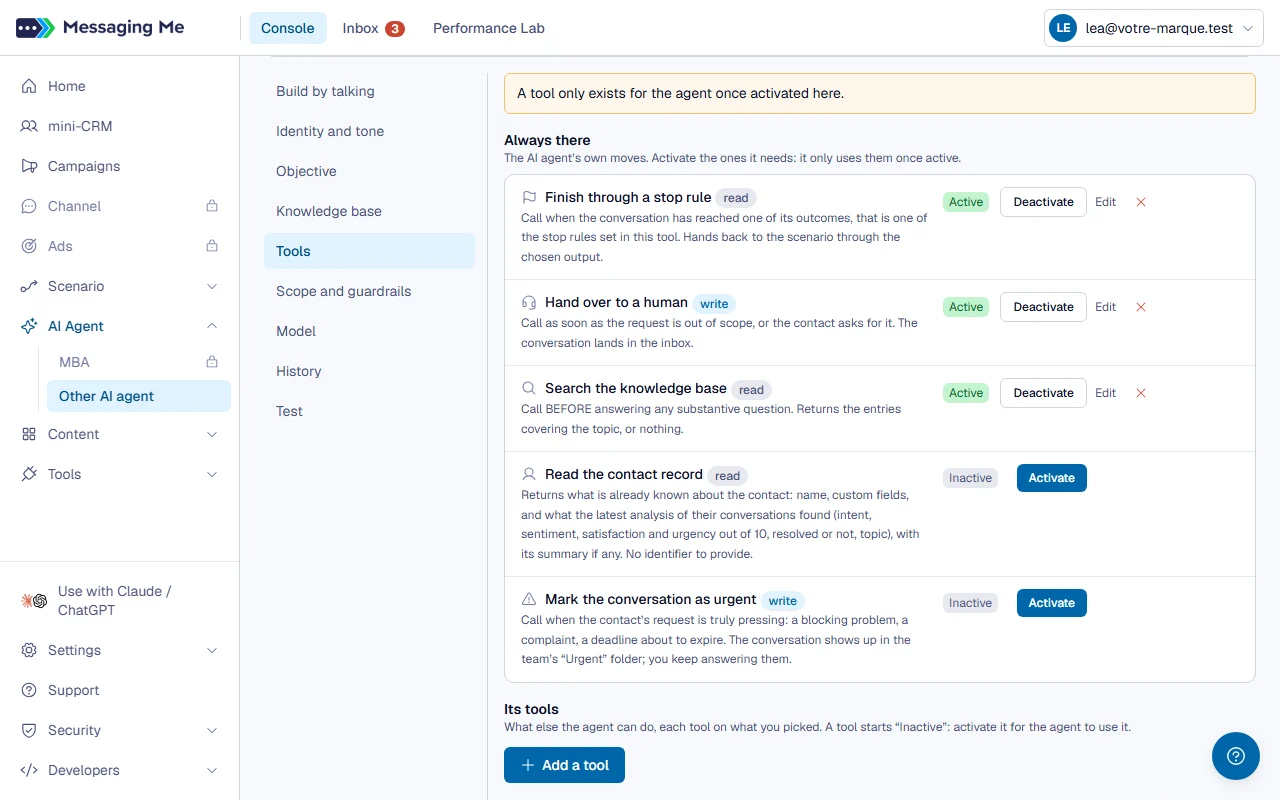 Messaging Me
Console
Inbox 3
Performance Lab
LE lea@votre-marque.test
Home
mini-CRM
Campaigns
Channel
Ads
Scenario
AI Agent
MBA
Other AI agent
Content
Tools
Use with Claude /
ChatGPT
Settings
Support
Security
Developers
Build by talking
Identity and tone
Objective
Knowledge base
Tools
Scope and guardrails
Model
History
Test
A tool only exists for the agent once activated here.
Always there
The AI agent's own moves. Activate the ones it needs: it only uses them once active.
Finish through a stop rule read
Call when the conversation has reached one of its outcomes, that is one of
the stop rules set in this tool. Hands back to the scenario through the
chosen output.
Active Deactivate Edit
Hand over to a human write
Call as soon as the request is out of scope, or the contact asks for it. The
conversation lands in the inbox.
Active Deactivate Edit
Search the knowledge base read
Call BEFORE answering any substantive question. Returns the entries
covering the topic, or nothing.
Active Deactivate Edit
Read the contact record read
Returns what is already known about the contact: name, custom fields,
and what the latest analysis of their conversations found (intent,
sentiment, satisfaction and urgency out of 10, resolved or not, topic), with
its summary if any. No identifier to provide.
Inactive Activate
Mark the conversation as urgent write
Call when the contact's request is truly pressing: a blocking problem, a
complaint, a deadline about to expire. The conversation shows up in the
team's “Urgent” folder; you keep answering them.
Inactive Activate
Its tools
What else the agent can do, each tool on what you picked. A tool starts “Inactive”: activate it for the agent to use it.
Add a tool